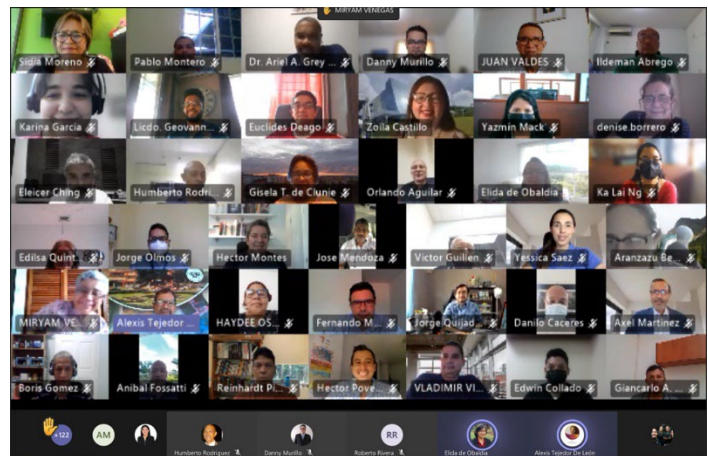 MIRYAM VENEGAS
Sidia Moreno
Pablo Montero
Dr. Ariel A. Grey ...
Danny Murillo
JUAN VALDES
Ildeman Abrego
Karina Garcia
Licdo. Geovann...
Euclides Deago
Zoila Castillo
Yazmin Mack
denise.borrero
Eleicer Ching
Humberto Rodri...
Gisela T. de Clunie
Orlando Aguilar
Elida de Obaldia
Ka Lai Ng
Edilsa Quint...
Jorge Olmos
Hector Montes
Jose Mendoza
Victor Guillen
Yessica Saez
Aranzazu Be...
MIRYAM VE...
Alexis Tejedor ...
HAYDEE OS...
Fernando M...
Jorge Quijad...
Danilo Caceres
Axel Martinez
Boris Gomez
Anibal Fossatti
Reinhardt Pi...
Hector Pove...
VLADIMIR VI...
Edwin Collado
Giancarlo A. ...
+122
AM
RR
Humberto Rodriguez
Danny Murillo
Roberto Rivera
Elida de Obaldia
Alexis Tejedor De León